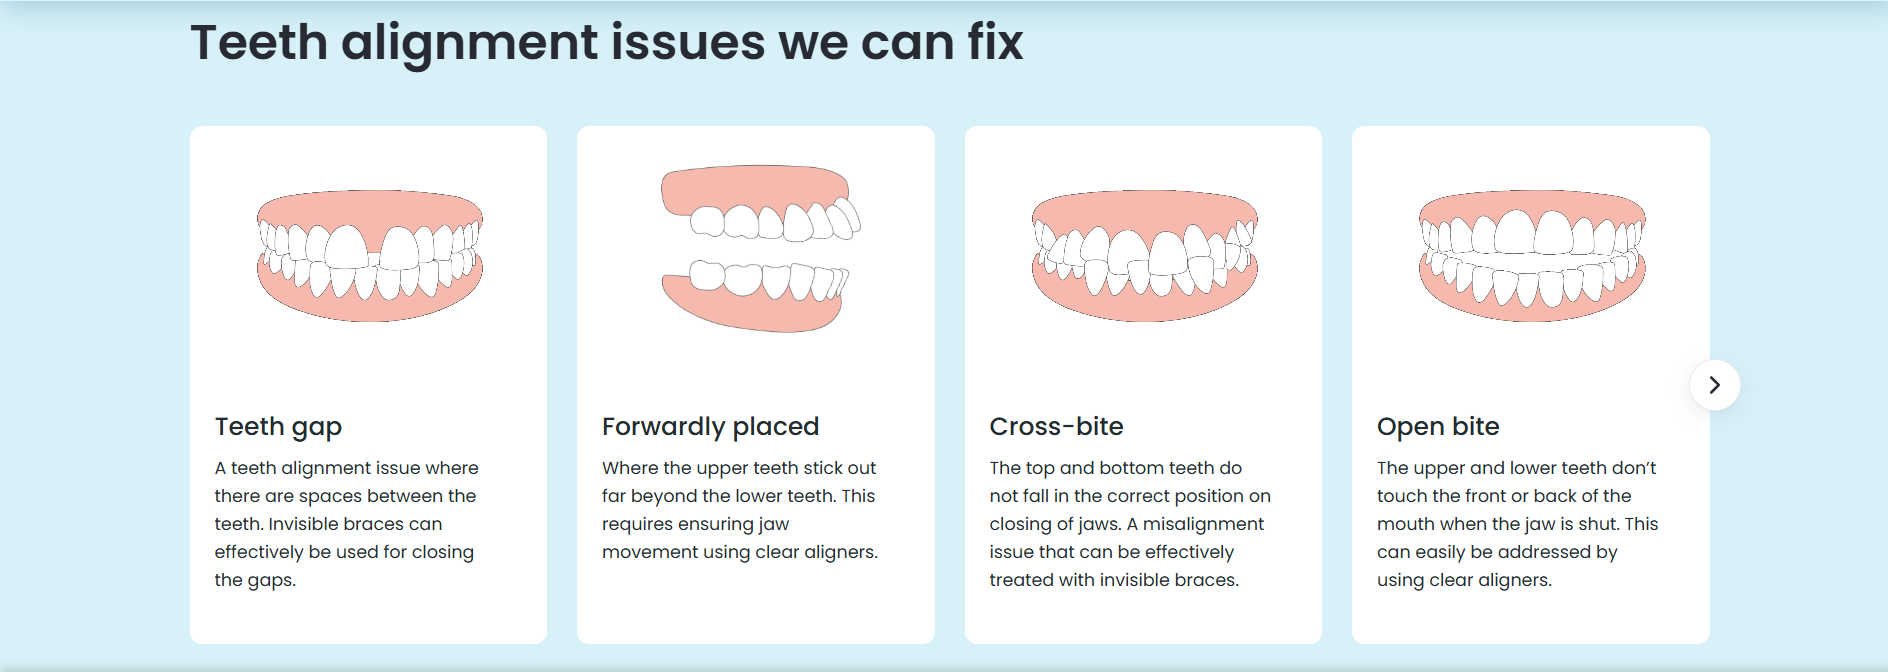 Teeth alignment issues we can fix
Teeth gap
A teeth alignment issue where
there are spaces between the
teeth. Invisible braces can
effectively be used for closing
the gaps.
Forwardly placed
Where the upper teeth stick out
far beyond the lower teeth. This
requires ensuring jaw
movement using clear aligners.
Cross-bite
The top and bottom teeth do
not fall in the correct position on
closing of jaws. A misalignment
issue that can be effectively
treated with invisible braces.
Open bite
The upper and lower teeth don’t
touch the front or back of the
mouth when the jaw is shut. This
can easily be addressed by
using clear aligners.